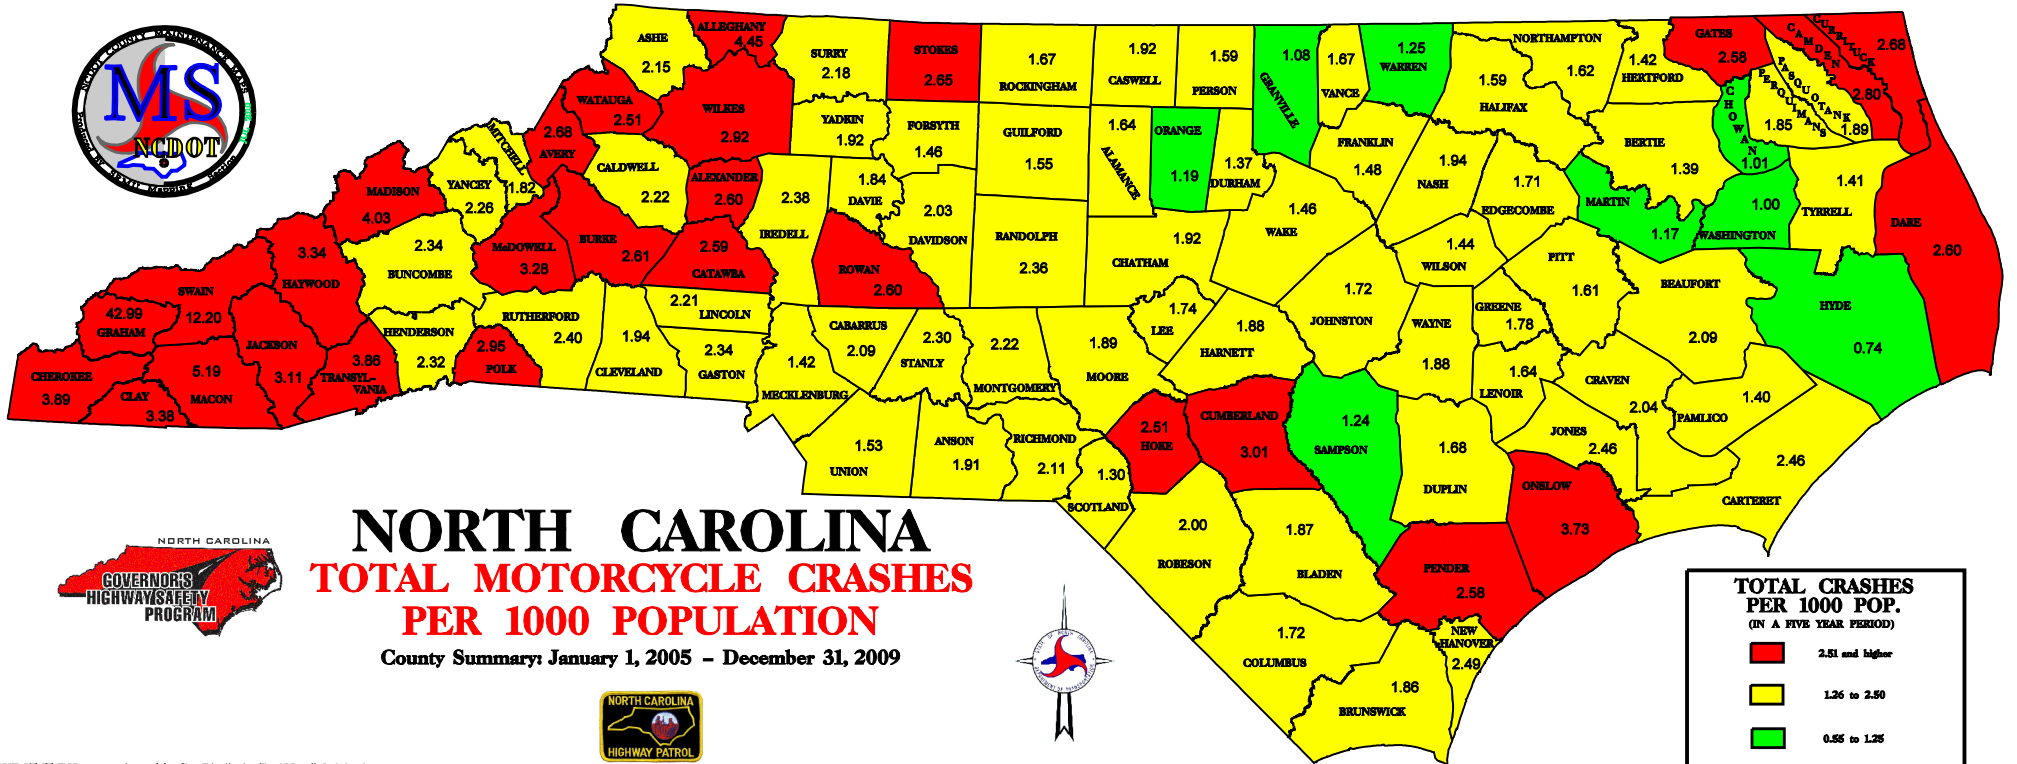 NCDOT COUNTY MAINTENANCE MAPS
MS
NCDOT
ASHE
2.15
ALLEGHANY
4.45
SURRY
2.18
STOKES
2.65
1.67
ROCKINGHAM
1.92
CASWELL
1.59
PERSON
1.08
GRANVILLE
1.67
VANCE
1.25
WARREN
NORTHAMPTON
1.62
1.59
HALIFAX
1.42
HERTFORD
GATES
2.58
CURRITUCK
2.68
CAMDEN
2.80
PASQUOTANK
1.89
PERQUIMANS
1.85
CHOWAN
1.01
WATAUGA
2.51
WILKES
2.92
YADKIN
1.92
FORSYTH
1.46
GUILFORD
1.55
1.64
ALAMANCE
ORANGE
1.19
1.37
DURHAM
FRANKLIN
1.48
1.94
NASH
1.71
EDGECOMBE
BERTIE
1.39
MARTIN
1.17
1.00
WASHINGTON
1.41
TYRRELL
DARE
2.60
MITCHELL
1.82
2.68
AVERY
CALDWELL
2.22
ALEXANDER
2.60
2.38
IREDELL
1.84
DAVIE
2.03
DAVIDSON
RANDOLPH
2.36
1.92
CHATHAM
1.46
WAKE
1.44
WILSON
PITT
1.61
BEAUFORT
2.09
HYDE
0.74
MADISON
4.03
YANCEY
2.26
2.34
BUNCOMBE
McDOWELL
3.28
BURKE
2.61
2.59
CATAWBA
ROWAN
2.60
3.34
HAYWOOD
SWAIN
12.20
42.99
GRAHAM
JACKSON
3.11
HENDERSON
2.32
RUTHERFORD
2.40
2.95
POLK
1.94
CLEVELAND
2.21
LINCOLN
2.34
GASTON
1.42
MECKLENBURG
CABARRUS
2.09
2.30
STANLY
2.22
MONTGOMERY
1.89
MOORE
1.74
LEE
1.88
HARNETT
1.72
JOHNSTON
WAYNE
1.88
GREENE
1.78
1.64
LENOIR
CRAVEN
2.04
1.40
PAMLICO
CHEROKEE
3.89
CLAY
3.38
5.19
MACON
3.86
TRANSYL-
VANIA
1.53
UNION
ANSON
1.91
RICHMOND
2.11
1.30
SCOTLAND
2.51
HOKE
CUMBERLAND
3.01
1.24
SAMPSON
1.68
DUPLIN
JONES
2.46
2.46
CARTERET
ONSLOW
3.73
2.00
ROBESON
1.87
BLADEN
PENDER
2.58
1.72
COLUMBUS
1.86
BRUNSWICK
NEW
HANOVER
2.49
NORTH CAROLINA
TOTAL MOTORCYCLE CRASHES
PER 1000 POPULATION
County Summary: January 1, 2005 - December 31, 2009
NORTH CAROLINA
GOVERNOR'S
HIGHWAY SAFETY
PROGRAM
NORTH CAROLINA
HIGHWAY PATROL
TOTAL CRASHES
PER 1000 POP.
(IN A FIVE YEAR PERIOD)
2.51 and higher
1.26 to 2.50
0.55 to 1.25